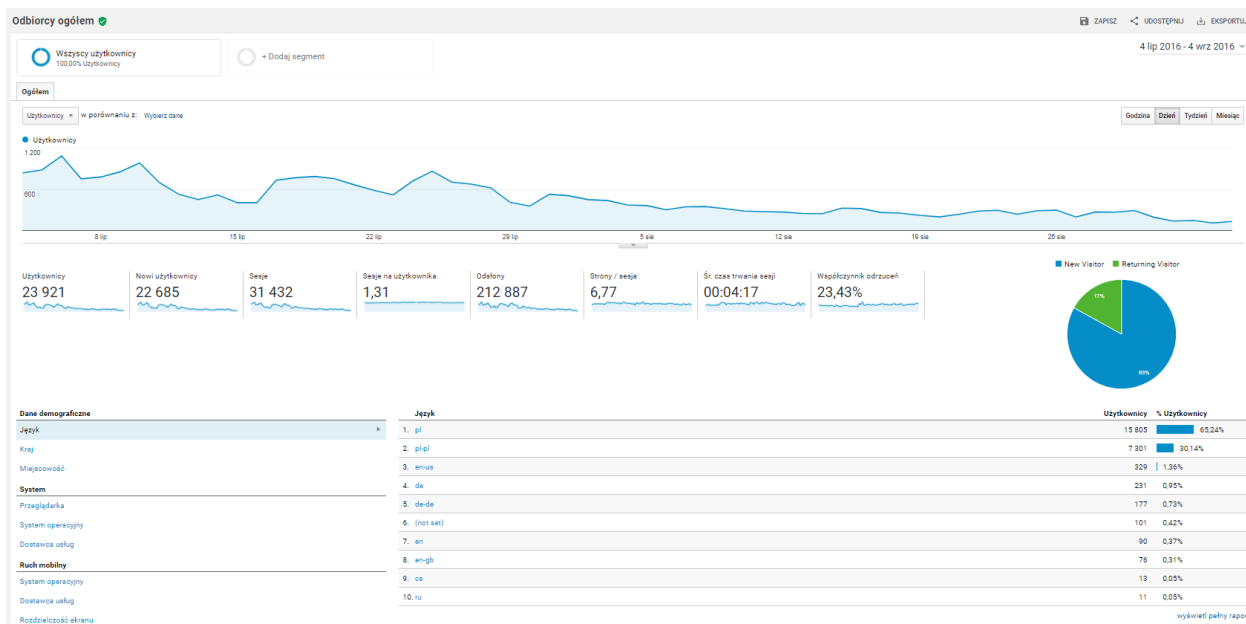 Odbiorcy ogółem
ZAPISZ UDOSTĘPNIJ EKSPORTUJ
Wszyscy użytkownicy
100,00% Użytkownicy
+ Dodaj segment
4 lip 2016 - 4 wrz 2016
Ogółem
Użytkownicy w porównaniu z: Wybierz dane
Godzina Dzień Tydzień Miesiąc
Użytkownicy
1 200
600
8 lip 15 lip 22 lip 29 lip 5 sie 12 sie 19 sie 26 sie
New Visitor Returning Visitor
Użytkownicy
23 921
Nowi użytkownicy
22 685
Sesje
31 432
Sesje na użytkownika
1,31
Odsłony
212 887
Strony / sesja
6,77
Śr. czas trwania sesji
00:04:17
Współczynnik odrzuceń
23,43%
17%
83%
Dane demograficzne
Język
Kraj
Miejscowość
System
Przeglądarka
System operacyjny
Dostawca usług
Ruch mobilny
System operacyjny
Dostawca usług
Rozdzielczość ekranu
Język Użytkownicy % Użytkownicy
1. pl 15 805 65,24%
2. pl-pl 7 301 30,14%
3. en-us 329 1,36%
4. de 231 0,95%
5. de-de 177 0,73%
6. (not set) 101 0,42%
7. en 90 0,37%
8. en-gb 76 0,31%
9. cs 13 0,05%
10. ru 11 0,05%
wyświetl pełny rapo